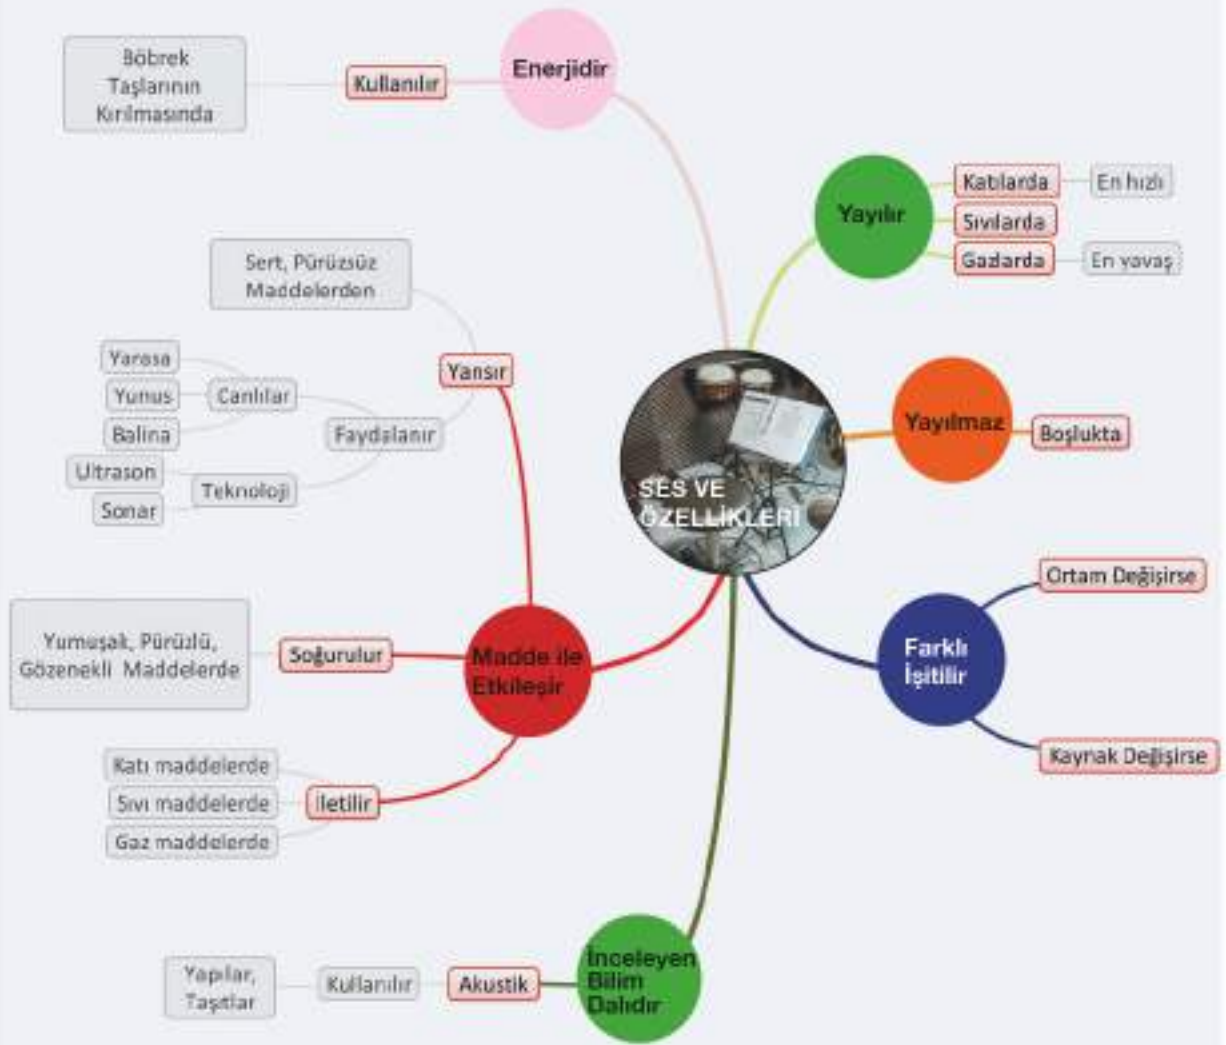 Böbrek
Taşlarının
Kırılmasında
Kullanılır
Enerjidir
Yayılır
Katılarda
En hızlı
Sıvılarda
Gazlarda
En yavaş
Sert, Pürüzsüz
Maddelerden
Yansır
Yarasa
Yunus
Balina
Canlılar
Faydalanır
Ultrason
Sonar
Teknoloji
SES VE
ÖZELLİKLERİ
Yayılmaz
Boşlukta
Ortam Değişirse
Farklı
İşitilir
Kaynak Değişirse
Yumuşak, Pürüzlü,
Gözenekli Maddelerde
Soğurulur
Madde ile
Etkileşir
Katı maddelerde
Sıvı maddelerde
Gaz maddelerde
İletilir
Yapılar,
Taşıtlar
Kullanılır
Akustik
İnceleyen
Bilim
Dalıdır